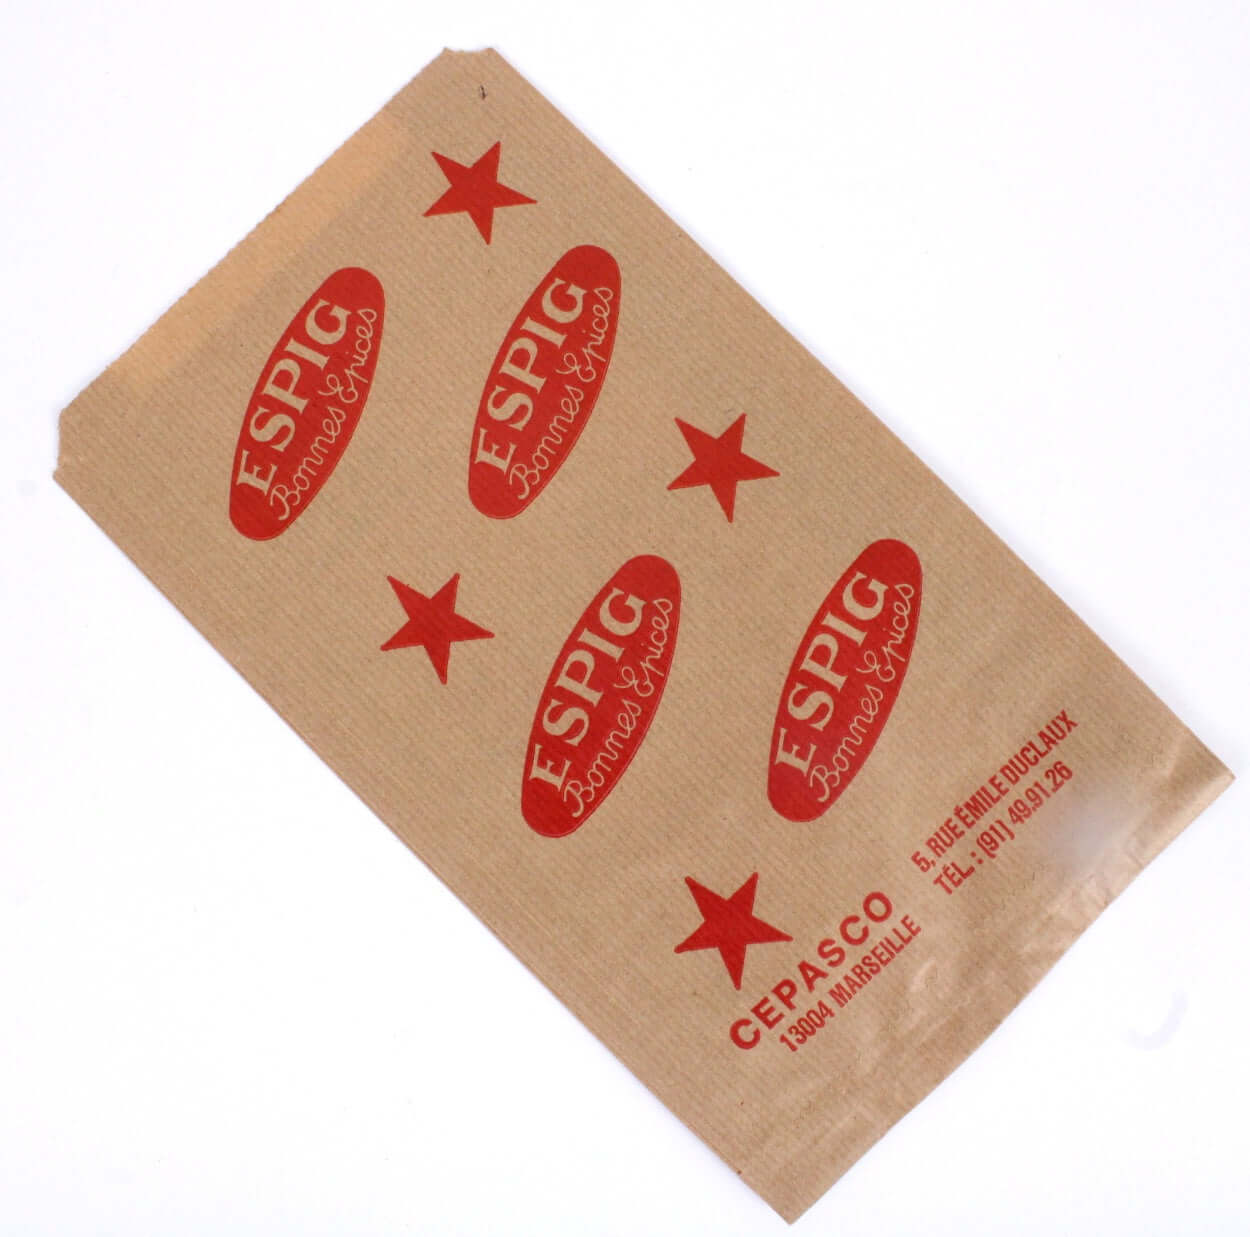 ESPIG
Bonnes Epices
ESPIG
Bonnes Epices
ESPIG
Bonnes Epices
ESPIG
Bonnes Epices
CEPASCO
13004 MARSEILLE
5, RUE ÉMILE DUCLAUX
TÉL. : (91) 49.91.26